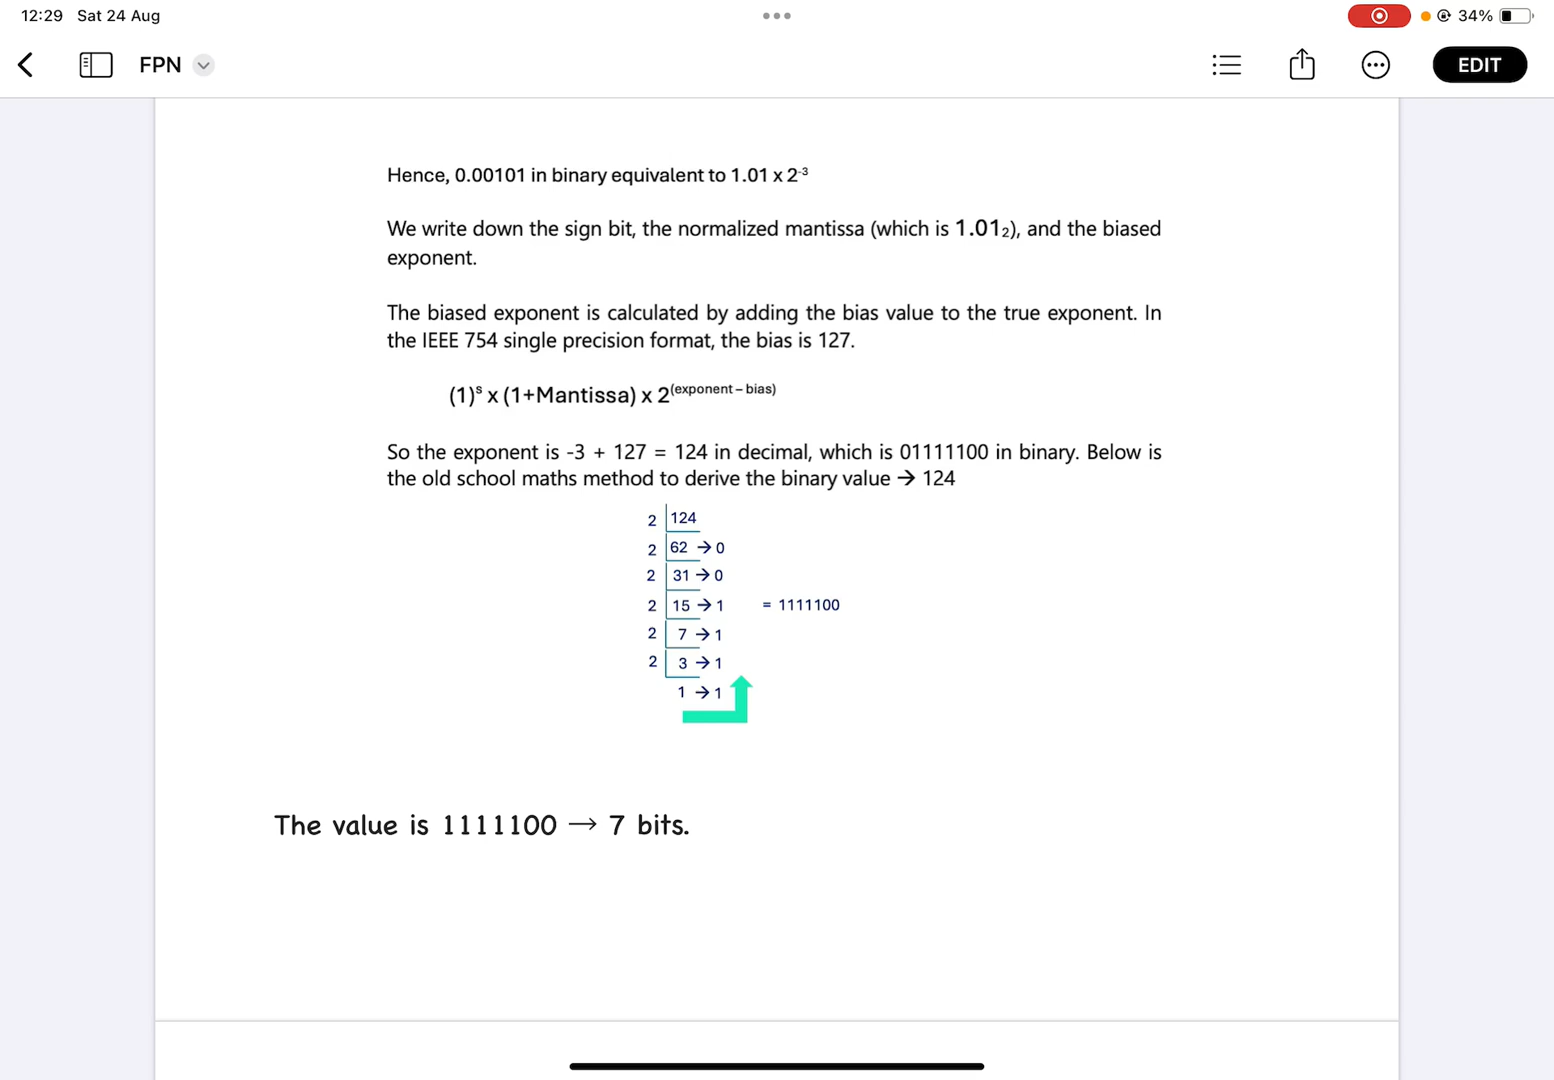 12:29 Sat 24 Aug
34%
FPN
EDIT
Hence, 0.00101 in binary equivalent to 1.01 x 2⁻³
We write down the sign bit, the normalized mantissa (which is 1.01₂), and the biased
exponent.
The biased exponent is calculated by adding the bias value to the true exponent. In
the IEEE 754 single precision format, the bias is 127.
(1)ˢ x (1+Mantissa) x 2^(exponent – bias)
So the exponent is -3 + 127 = 124 in decimal, which is 01111100 in binary. Below is
the old school maths method to derive the binary value → 124
2 124
2 62 → 0
2 31 → 0
2 15 → 1 = 1111100
2 7 → 1
2 3 → 1
1 → 1
The value is 1111100 → 7 bits.